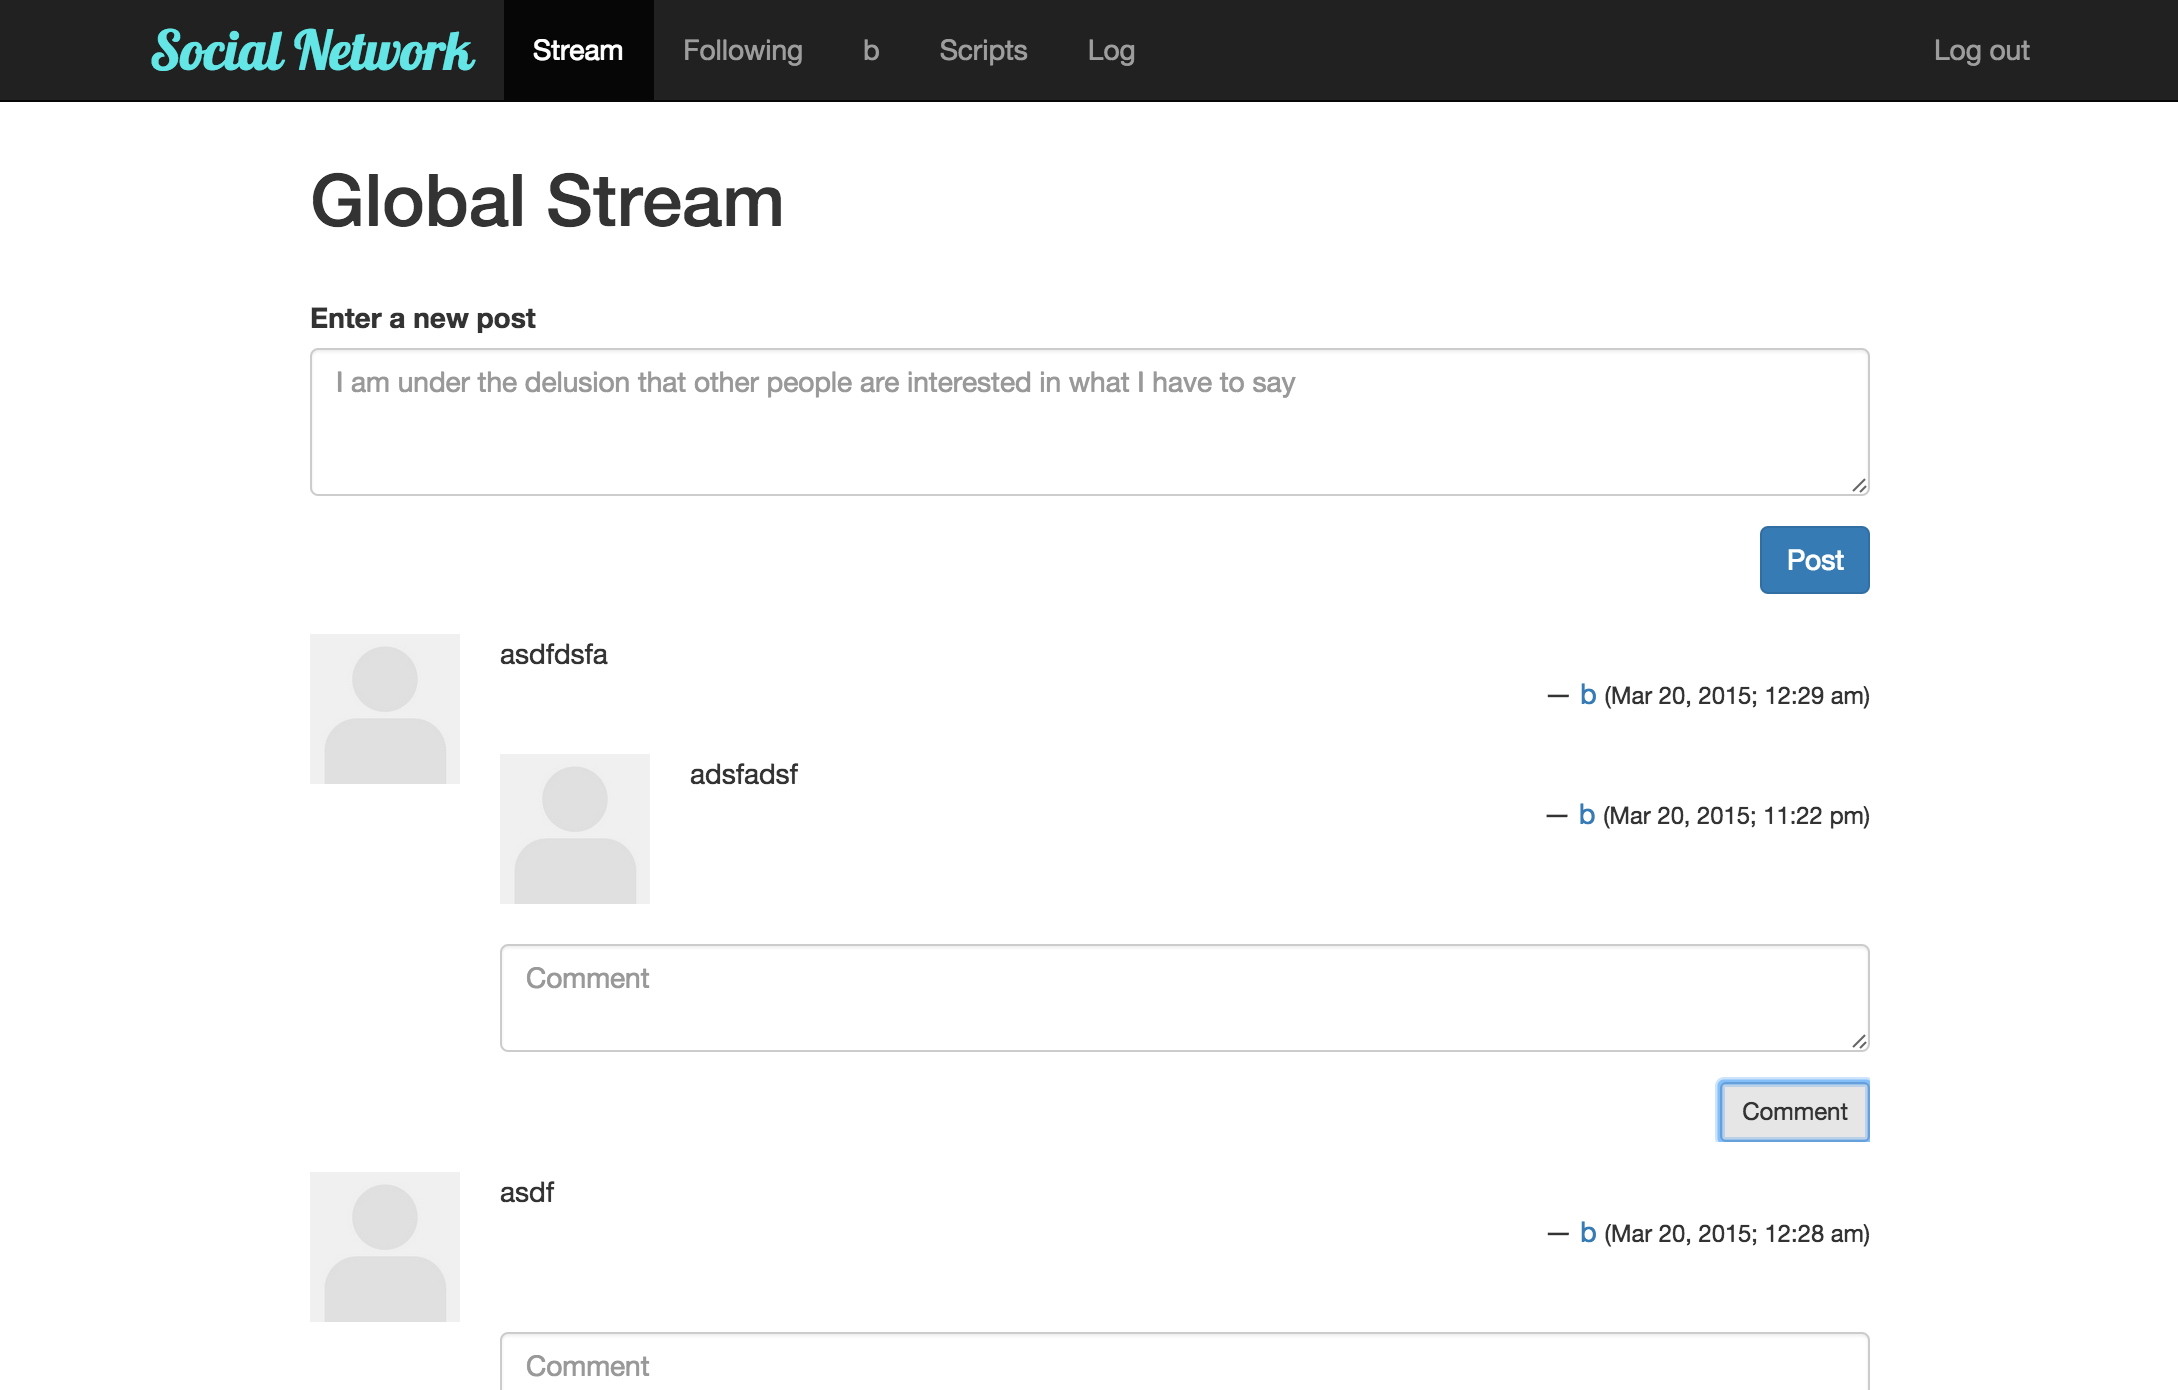 Social Network Stream Following b Scripts Log Log out
Global Stream
Enter a new post
I am under the delusion that other people are interested in what I have to say
Post
asdfdsfa
— b (Mar 20, 2015; 12:29 am)
adsfadsf
— b (Mar 20, 2015; 11:22 pm)
Comment
Comment
asdf
— b (Mar 20, 2015; 12:28 am)
Comment